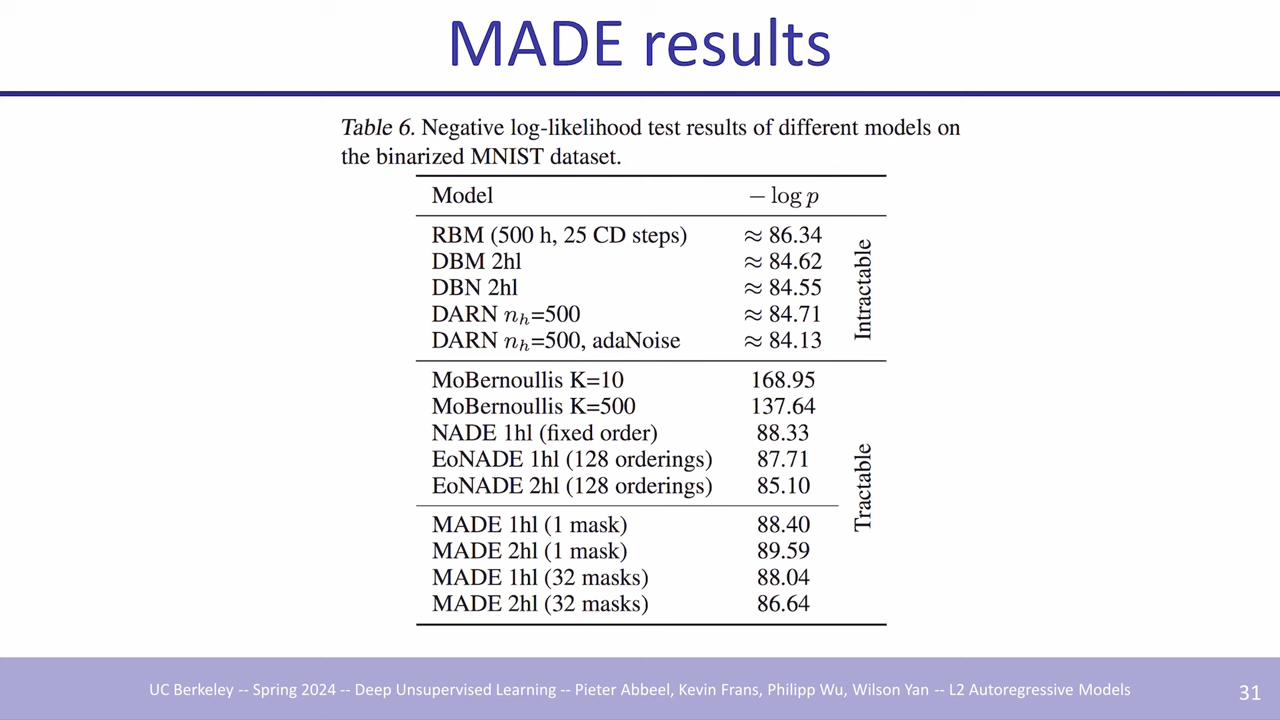 MADE results
Table 6. Negative log-likelihood test results of different models on
the binarized MNIST dataset.
Model − log p
RBM (500 h, 25 CD steps) ≈ 86.34
DBM 2hl ≈ 84.62
DBN 2hl ≈ 84.55
DARN nₕ=500 ≈ 84.71
DARN nₕ=500, adaNoise ≈ 84.13
Intractable
MoBernoullis K=10 168.95
MoBernoullis K=500 137.64
NADE 1hl (fixed order) 88.33
EoNADE 1hl (128 orderings) 87.71
EoNADE 2hl (128 orderings) 85.10
MADE 1hl (1 mask) 88.40
MADE 2hl (1 mask) 89.59
MADE 1hl (32 masks) 88.04
MADE 2hl (32 masks) 86.64
Tractable
UC Berkeley -- Spring 2024 -- Deep Unsupervised Learning -- Pieter Abbeel, Kevin Frans, Philipp Wu, Wilson Yan -- L2 Autoregressive Models
31